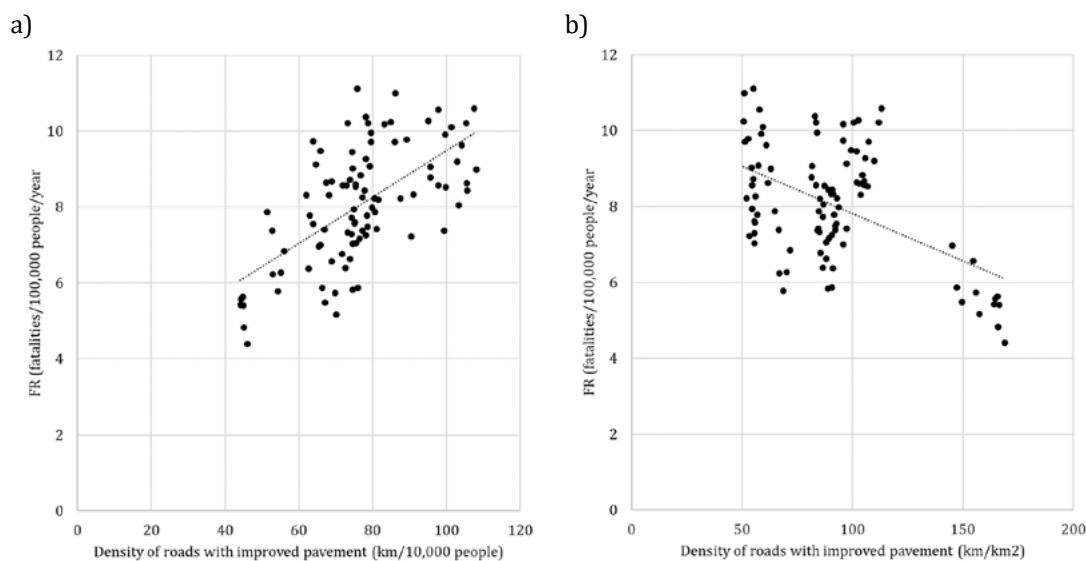 a)
FR (fatalities/100,000 people/year
12
10
8
6
4
2
0
0 20 40 60 80 100 120
Density of roads with improved pavement (km/10,000 people)
b)
FR (fatalities/100,000 people/year
12
10
8
6
4
2
0
0 50 100 150 200
Density of roads with improved pavement (km/km2)